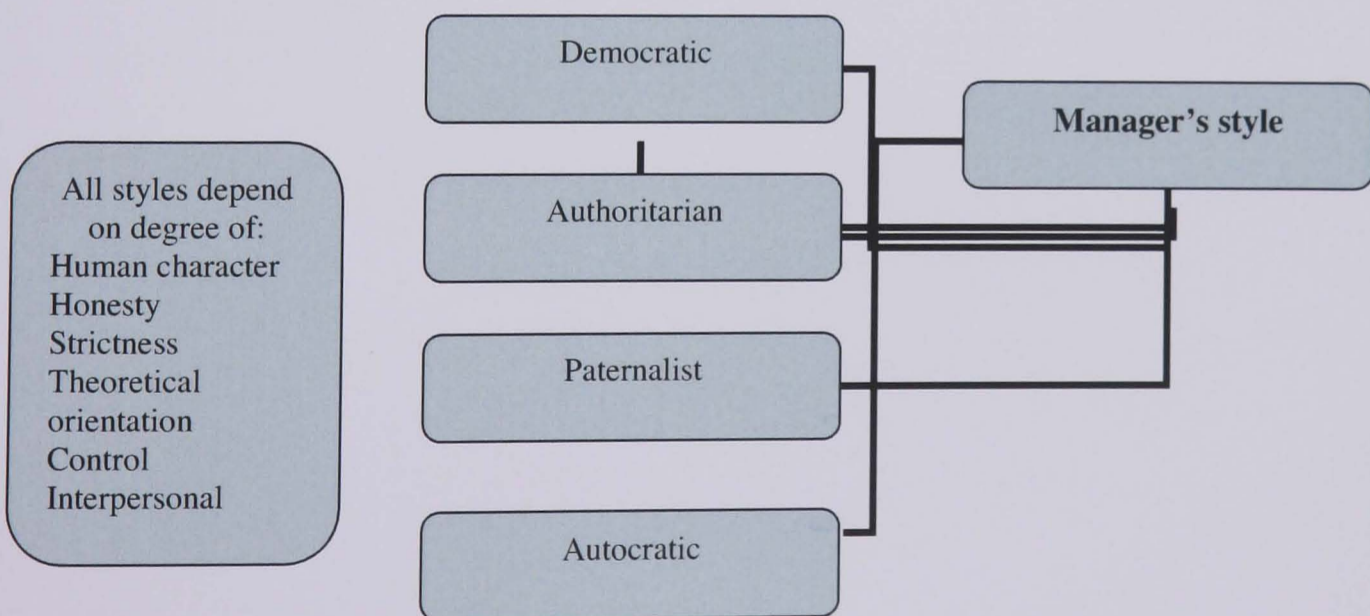 Democratic
Manager's style
All styles depend
on degree of:
Human character
Honesty
Strictness
Theoretical
orientation
Control
Interpersonal
Authoritarian
Paternalist
Autocratic